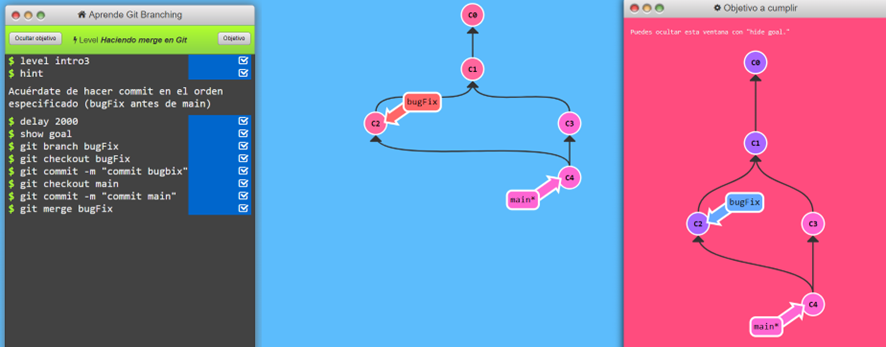 Aprende Git Branching
Ocultar objetivo
Level Haciendo merge en Git
Objetivo
$ level intro3
$ hint
Acuérdate de hacer commit en el orden
especificado (bugFix antes de main)
$ delay 2000
$ show goal
$ git branch bugFix
$ git checkout bugFix
$ git commit -m "commit bugbix"
$ git checkout main
$ git commit -m "commit main"
$ git merge bugFix
C0
C1
bugFix
C2
C3
C4
main*
Objetivo a cumplir
Puedes ocultar esta ventana con "hide goal."
C0
C1
bugFix
C2
C3
C4
main*